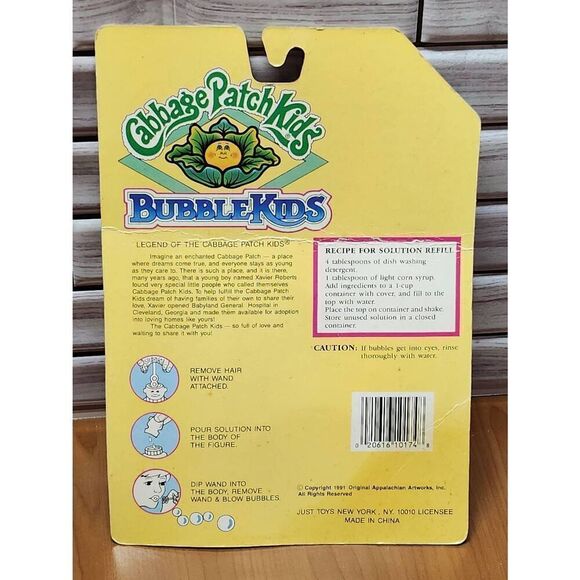 Cabbage Patch Kids
BUBBLE KIDS
LEGEND OF THE CABBAGE PATCH KIDS®
Imagine an enchanted Cabbage Patch — a place
where dreams come true, and everyone stays as young
as they care to. There is such a place, and it is there,
many years ago, that a young boy named Xavier Roberts
found very special little people who called themselves
Cabbage Patch Kids. To help fulfill the Cabbage Patch
Kids dream of having families of their own to share their
love, Xavier opened Babyland General Hospital in
Cleveland, Georgia and made them available for adoption
into loving homes like yours!
The Cabbage Patch Kids — so full of love and
waiting to share it with you!
RECIPE FOR SOLUTION REFILL
4 tablespoons of dish washing
detergent.
1 tablespoon of light corn syrup.
Add ingredients to a 1-cup
container with cover, and fill to the
top with water.
Place the top on container and shake.
Store unused solution in a closed
container.
CAUTION: If bubbles get into eyes, rinse
thoroughly with water.
REMOVE HAIR
WITH WAND
ATTACHED.
POUR SOLUTION INTO
THE BODY OF
THE FIGURE.
DIP WAND INTO
THE BODY, REMOVE
WAND & BLOW BUBBLES.
0 20616 10174 8
© Copyright 1991 Original Appalachian Artworks, Inc.
All Rights Reserved
JUST TOYS NEW YORK, NY. 10010 LICENSEE
MADE IN CHINA